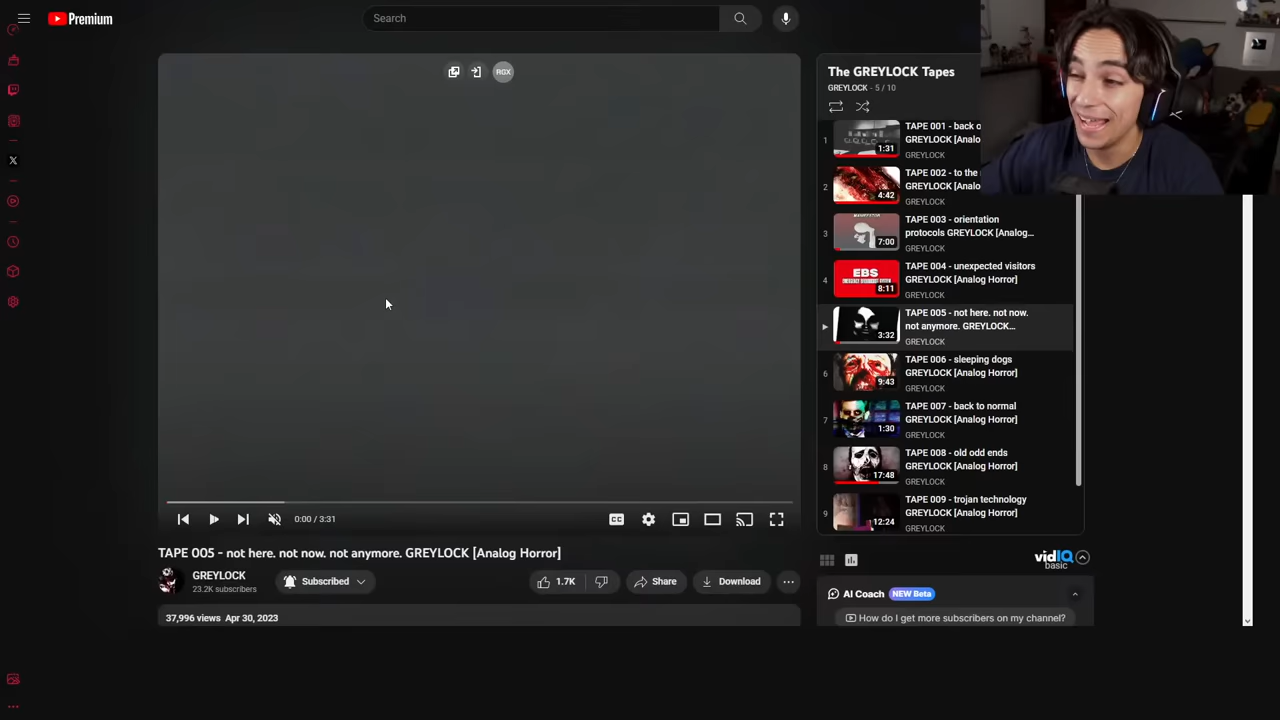 Premium
Search
RGX
The GREYLOCK Tapes
GREYLOCK - 5 / 10
1
TAPE 001 - back o
GREYLOCK [Analo
GREYLOCK
1:31
2
TAPE 002 - to the
GREYLOCK [Analo
GREYLOCK
4:42
3
TAPE 003 - orientation
protocols GREYLOCK [Analog...
GREYLOCK
7:00
4
TAPE 004 - unexpected visitors
GREYLOCK [Analog Horror]
GREYLOCK
EBS
8:11
TAPE 005 - not here. not now.
not anymore. GREYLOCK...
GREYLOCK
3:32
6
TAPE 006 - sleeping dogs
GREYLOCK [Analog Horror]
GREYLOCK
9:43
7
TAPE 007 - back to normal
GREYLOCK [Analog Horror]
GREYLOCK
1:30
8
TAPE 008 - old odd ends
GREYLOCK [Analog Horror]
GREYLOCK
17:48
9
TAPE 009 - trojan technology
GREYLOCK [Analog Horror]
GREYLOCK
12:24
0:00 / 3:31
CC
TAPE 005 - not here. not now. not anymore. GREYLOCK [Analog Horror]
GREYLOCK
23.2K subscribers
Subscribed
1.7K
Share
Download
37,996 views Apr 30, 2023
vidIQ
basic
AI Coach NEW Beta
How do I get more subscribers on my channel?